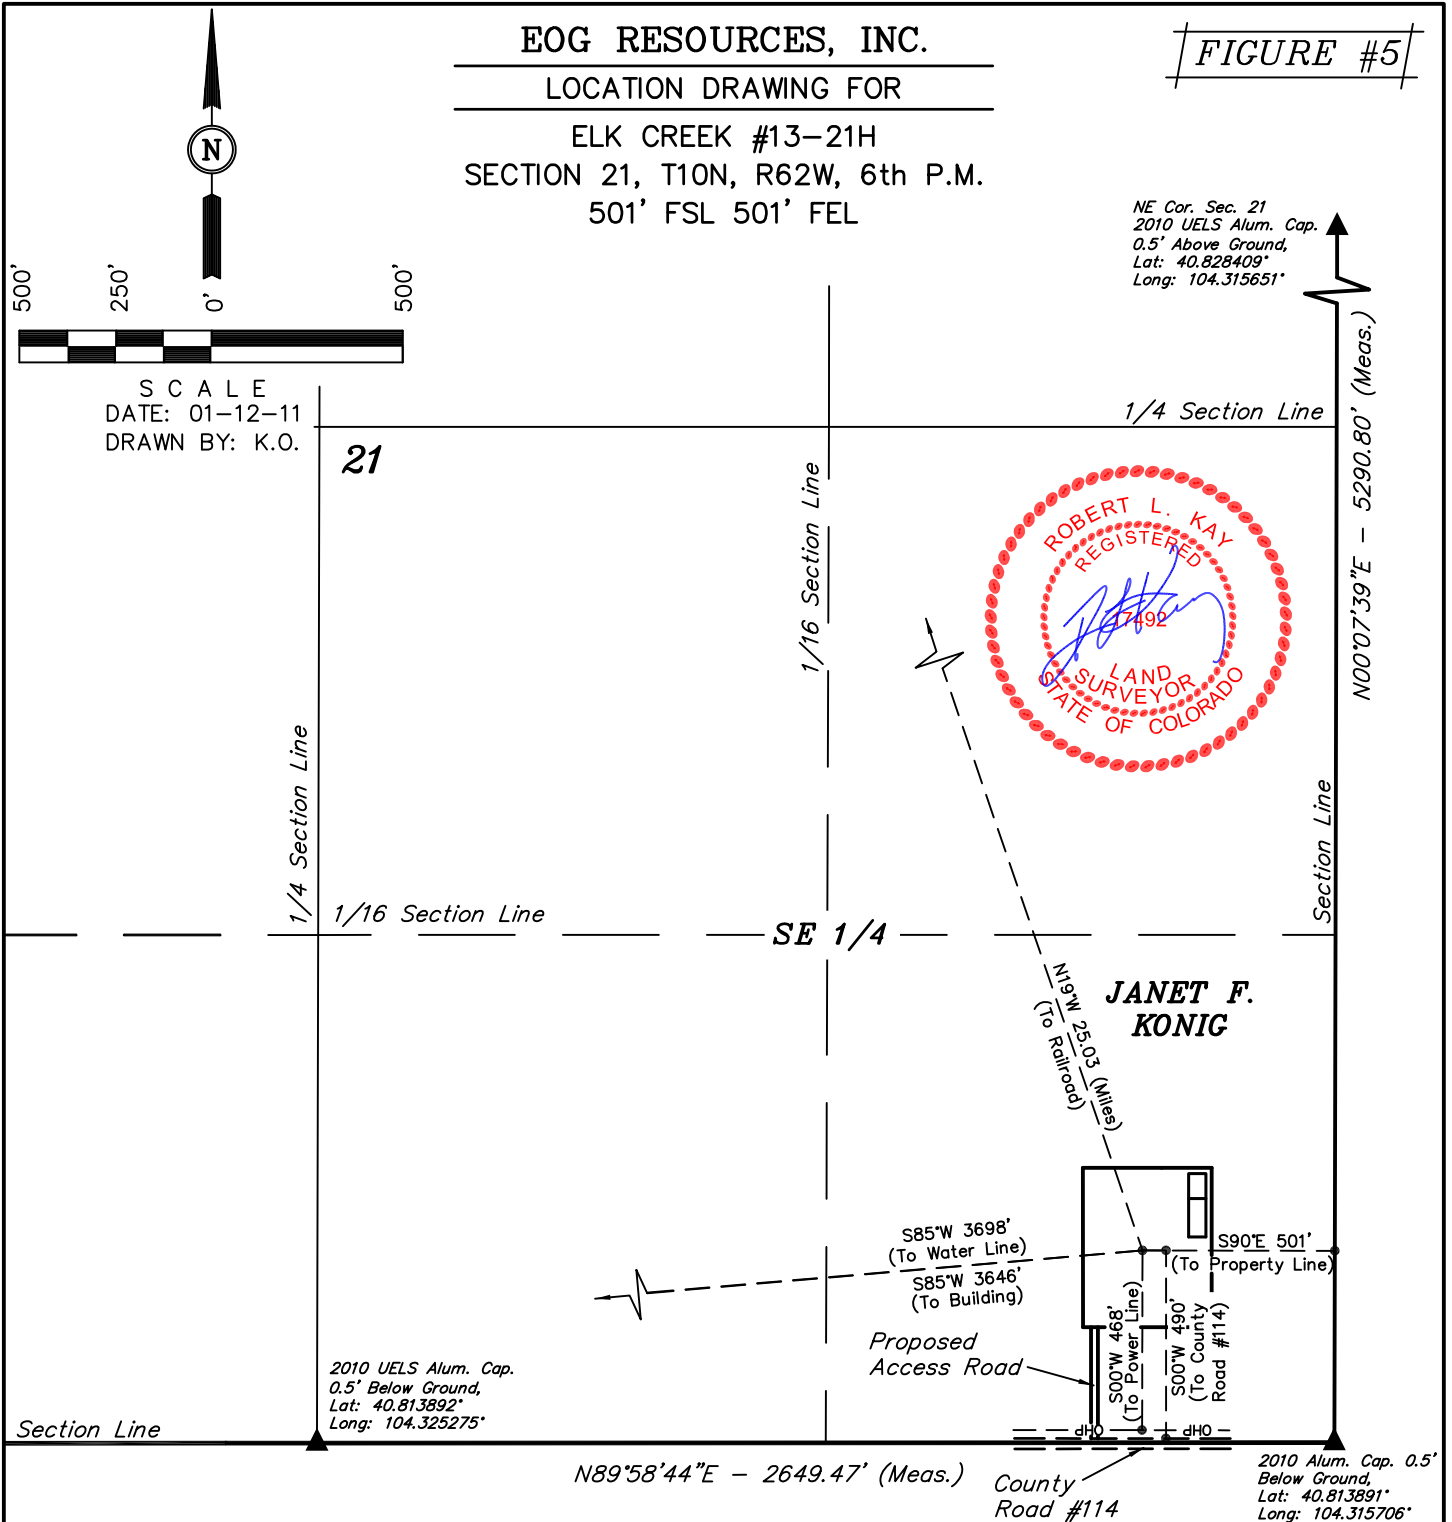 EOG RESOURCES, INC.
LOCATION DRAWING FOR
ELK CREEK #13-21H
SECTION 21, T10N, R62W, 6th P.M.
501' FSL 501' FEL
FIGURE #5
N
500'
250'
0'
500'
SCALE
DATE: 01-12-11
DRAWN BY: K.O.
NE Cor. Sec. 21
2010 UELS Alum. Cap.
0.5' Above Ground,
Lat: 40.828409°
Long: 104.315651°
N00°07'39"E - 5290.80' (Meas.)
1/4 Section Line
21
1/16 Section Line
ROBERT L. KAY
REGISTERED
17492
LAND
SURVEYOR
STATE OF COLORADO
1/4 Section Line
Section Line
1/16 Section Line
SE 1/4
JANET F.
KONIG
N19°W 25.03 (Miles)
(To Railroad)
S85°W 3698'
(To Water Line)
S85°W 3646'
(To Building)
S90°E 501'
(To Property Line)
S00°W 468'
(To Power Line)
S00°W 490'
(To County
Road #114)
Proposed
Access Road
OHP
OHP
2010 UELS Alum. Cap.
0.5' Below Ground,
Lat: 40.813892°
Long: 104.325275°
Section Line
N89°58'44"E - 2649.47' (Meas.)
County
Road #114
2010 Alum. Cap. 0.5'
Below Ground,
Lat: 40.813891°
Long: 104.315706°